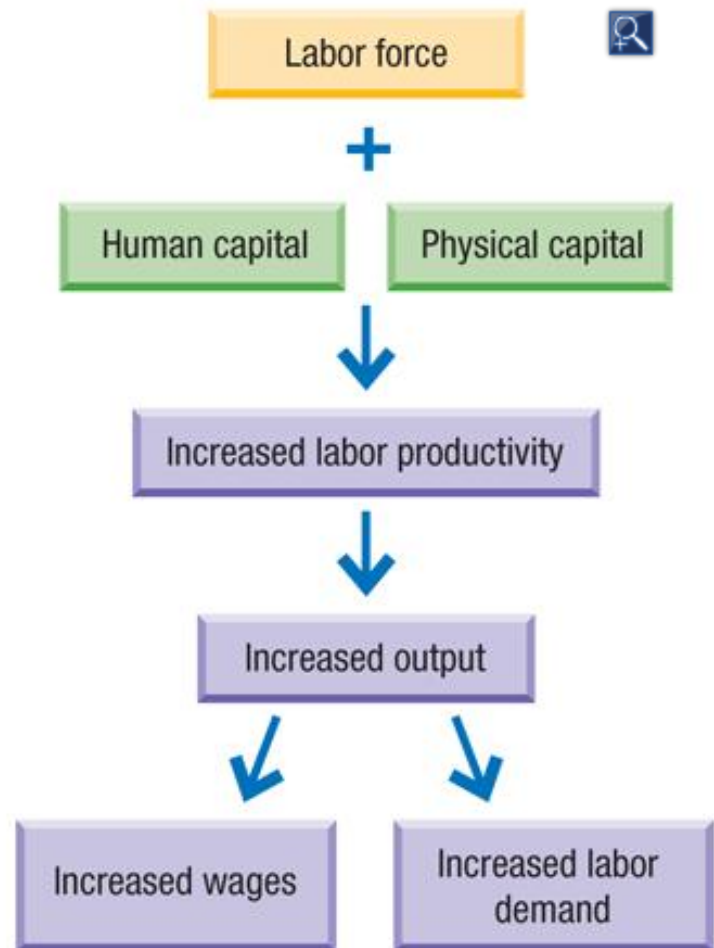 Labor force
+
Human capital
Physical capital
Increased labor productivity
Increased output
Increased wages
Increased labor
demand